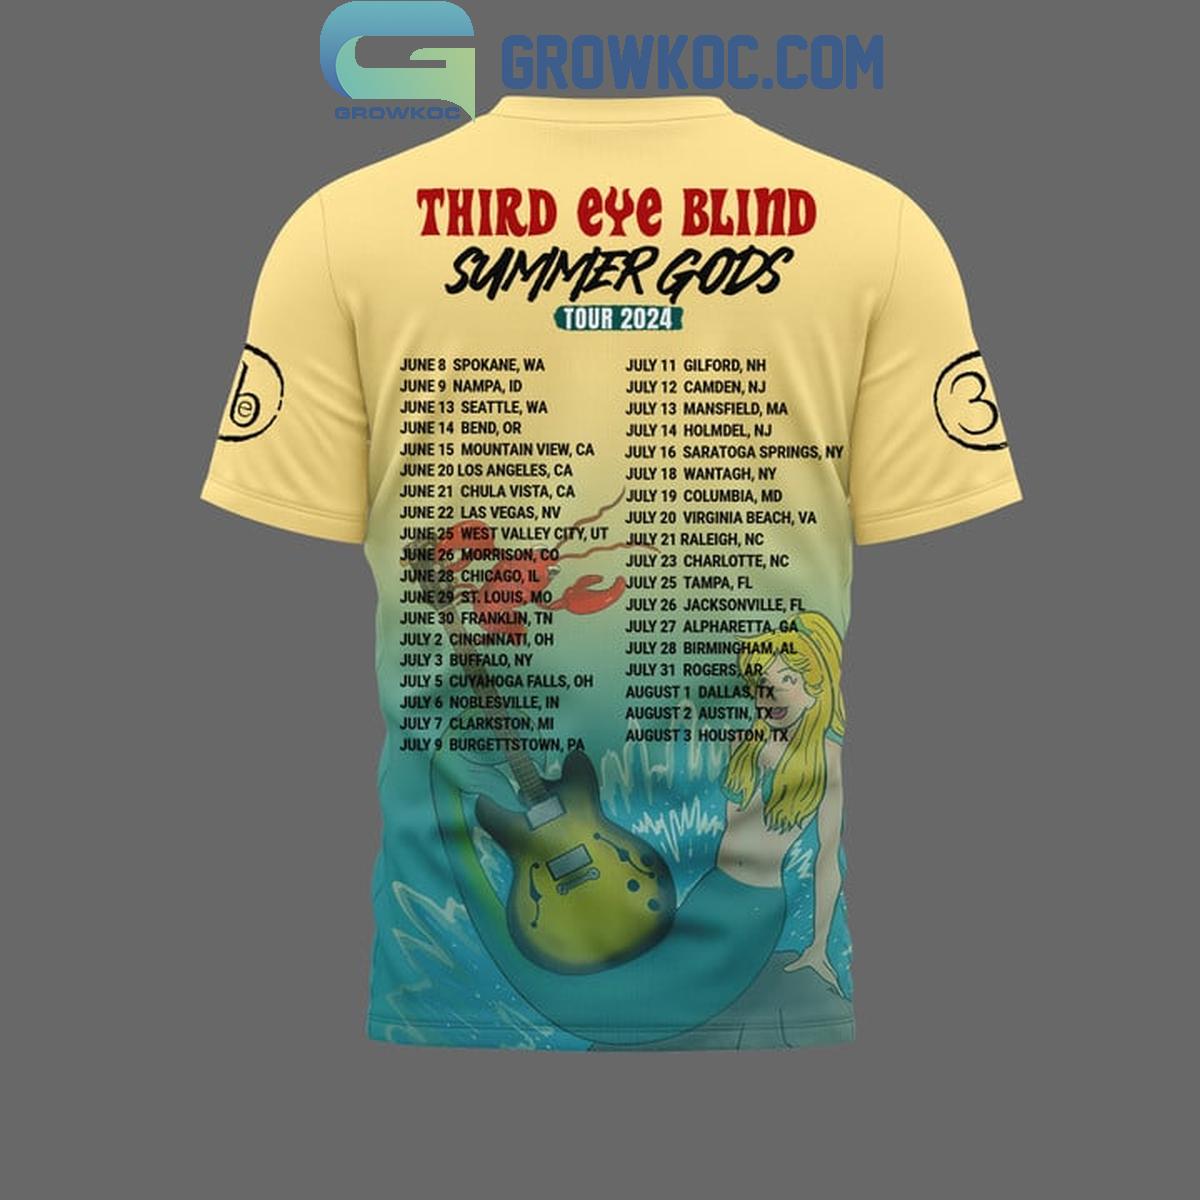 GROWKOC
GROWKOC.COM
THIRD eYe BLInD
SUMMER GODS
TOUR 2024
JUNE 8 SPOKANE, WA
JUNE 9 NAMPA, ID
JUNE 13 SEATTLE, WA
JUNE 14 BEND, OR
JUNE 15 MOUNTAIN VIEW, CA
JUNE 20 LOS ANGELES, CA
JUNE 21 CHULA VISTA, CA
JUNE 22 LAS VEGAS, NV
JUNE 25 WEST VALLEY CITY, UT
JUNE 26 MORRISON, CO
JUNE 28 CHICAGO, IL
JUNE 29 ST. LOUIS, MO
JUNE 30 FRANKLIN, TN
JULY 2 CINCINNATI, OH
JULY 3 BUFFALO, NY
JULY 5 CUYAHOGA FALLS, OH
JULY 6 NOBLESVILLE, IN
JULY 7 CLARKSTON, MI
JULY 9 BURGETTSTOWN, PA
JULY 11 GILFORD, NH
JULY 12 CAMDEN, NJ
JULY 13 MANSFIELD, MA
JULY 14 HOLMDEL, NJ
JULY 16 SARATOGA SPRINGS, NY
JULY 18 WANTAGH, NY
JULY 19 COLUMBIA, MD
JULY 20 VIRGINIA BEACH, VA
JULY 21 RALEIGH, NC
JULY 23 CHARLOTTE, NC
JULY 25 TAMPA, FL
JULY 26 JACKSONVILLE, FL
JULY 27 ALPHARETTA, GA
JULY 28 BIRMINGHAM, AL
JULY 31 ROGERS, AR
AUGUST 1 DALLAS, TX
AUGUST 2 AUSTIN, TX
AUGUST 3 HOUSTON, TX
be
3